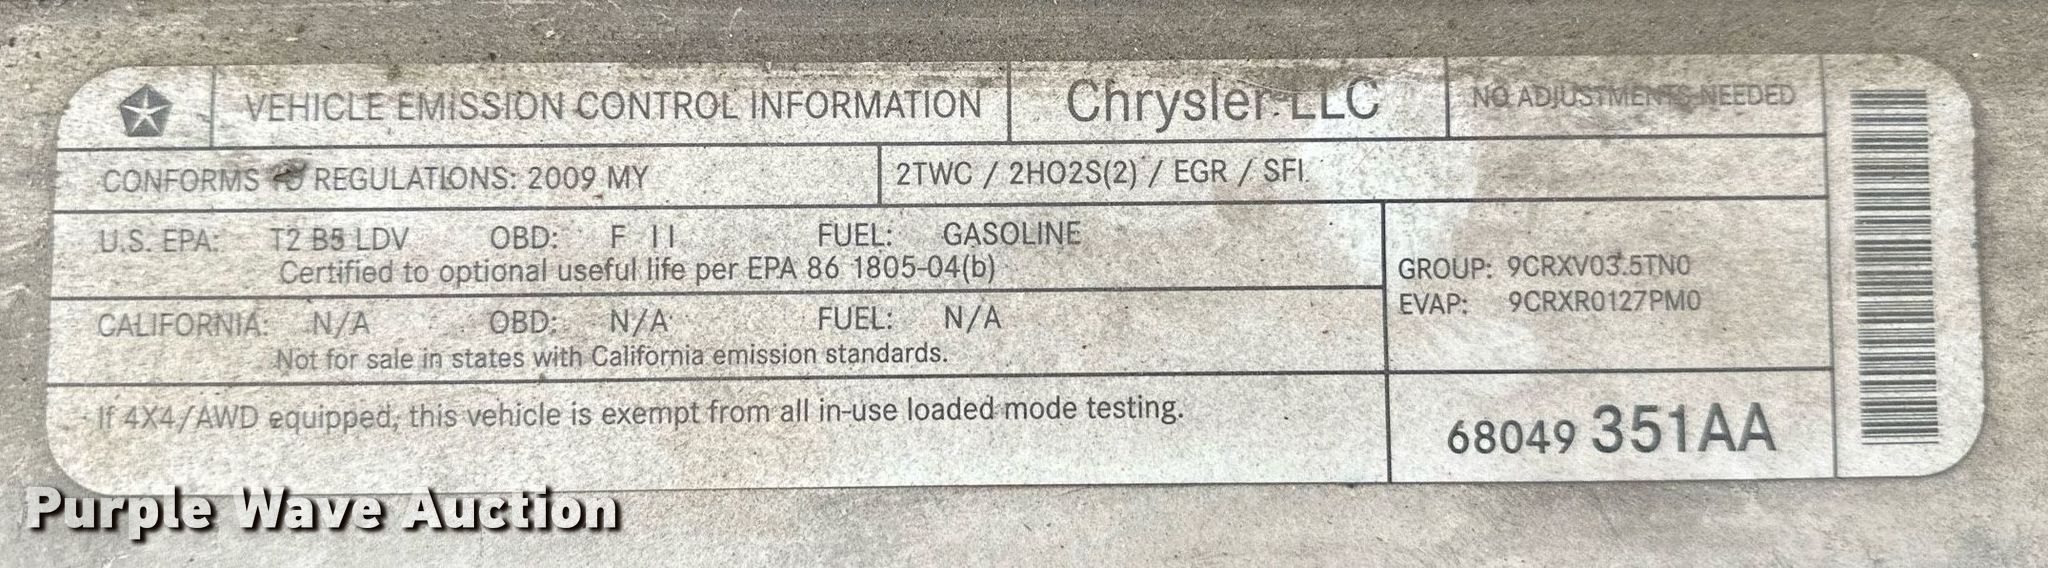 VEHICLE EMISSION CONTROL INFORMATION
Chrysler LLC
NO ADJUSTMENTS NEEDED
CONFORMS TO REGULATIONS: 2009 MY
2TWC / 2HO2S(2) / EGR / SFI
U.S. EPA: T2 B5 LDV OBD: F II FUEL: GASOLINE
Certified to optional useful life per EPA 86 1805-04(b)
GROUP: 9CRXV03.5TN0
EVAP: 9CRXR0127PM0
CALIFORNIA: N/A OBD: N/A FUEL: N/A
Not for sale in states with California emission standards.
If 4X4/AWD equipped, this vehicle is exempt from all in-use loaded mode testing.
68049 351AA
Purple Wave Auction